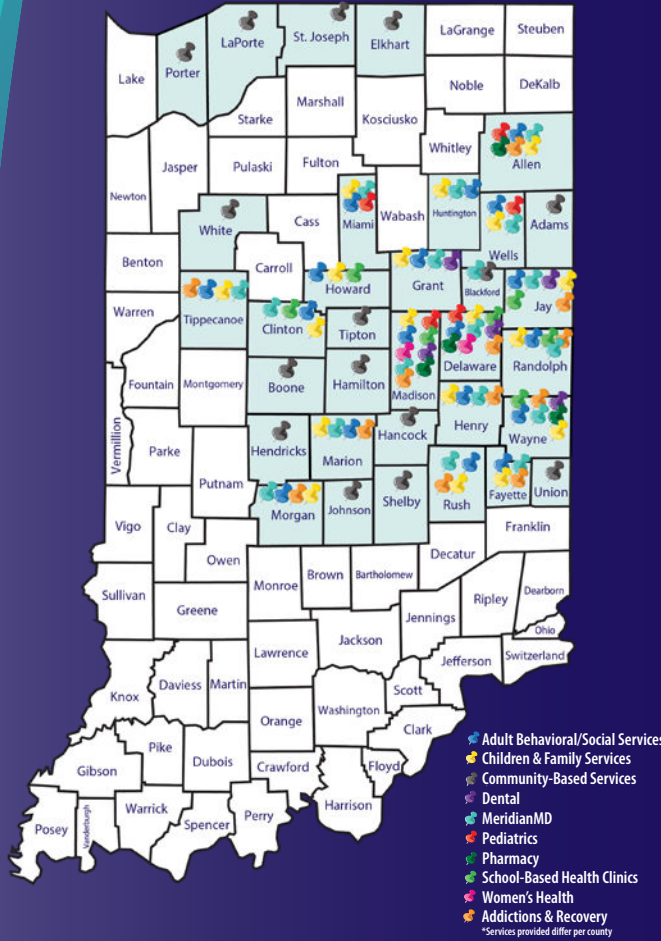 LaGrange
Steuben
St. Joseph
LaPorte
Elkhart
Porter
Lake
Noble
DeKalb
Marshall
Starke
Kosciusko
Whitley
Allen
Fulton
Jasper
Pulaski
Newton
Miami
Wabash
Huntington
White
Cass
Wells
Adams
Benton
Carroll
Howard
Grant
Blackford
Jay
Warren
Tippecanoe
Clinton
Tipton
Delaware
Randolph
Fountain
Montgomery
Boone
Hamilton
Madison
Henry
Wayne
Vermillion
Parke
Hendricks
Marion
Hancock
Putnam
Morgan
Johnson
Shelby
Rush
Fayette
Union
Vigo
Clay
Franklin
Owen
Decatur
Monroe
Brown
Bartholomew
Sullivan
Greene
Ripley
Dearborn
Jennings
Ohio
Jackson
Lawrence
Jefferson
Switzerland
Knox
Daviess
Martin
Scott
Washington
Orange
Clark
Pike
Dubois
Gibson
Crawford
Floyd
Harrison
Warrick
Perry
Spencer
Posey
Vanderburgh
Adult Behavioral/Social Services
Children & Family Services
Community-Based Services
Dental
MeridianMD
Pediatrics
Pharmacy
School-Based Health Clinics
Women's Health
Addictions & Recovery
*Services provided differ per county